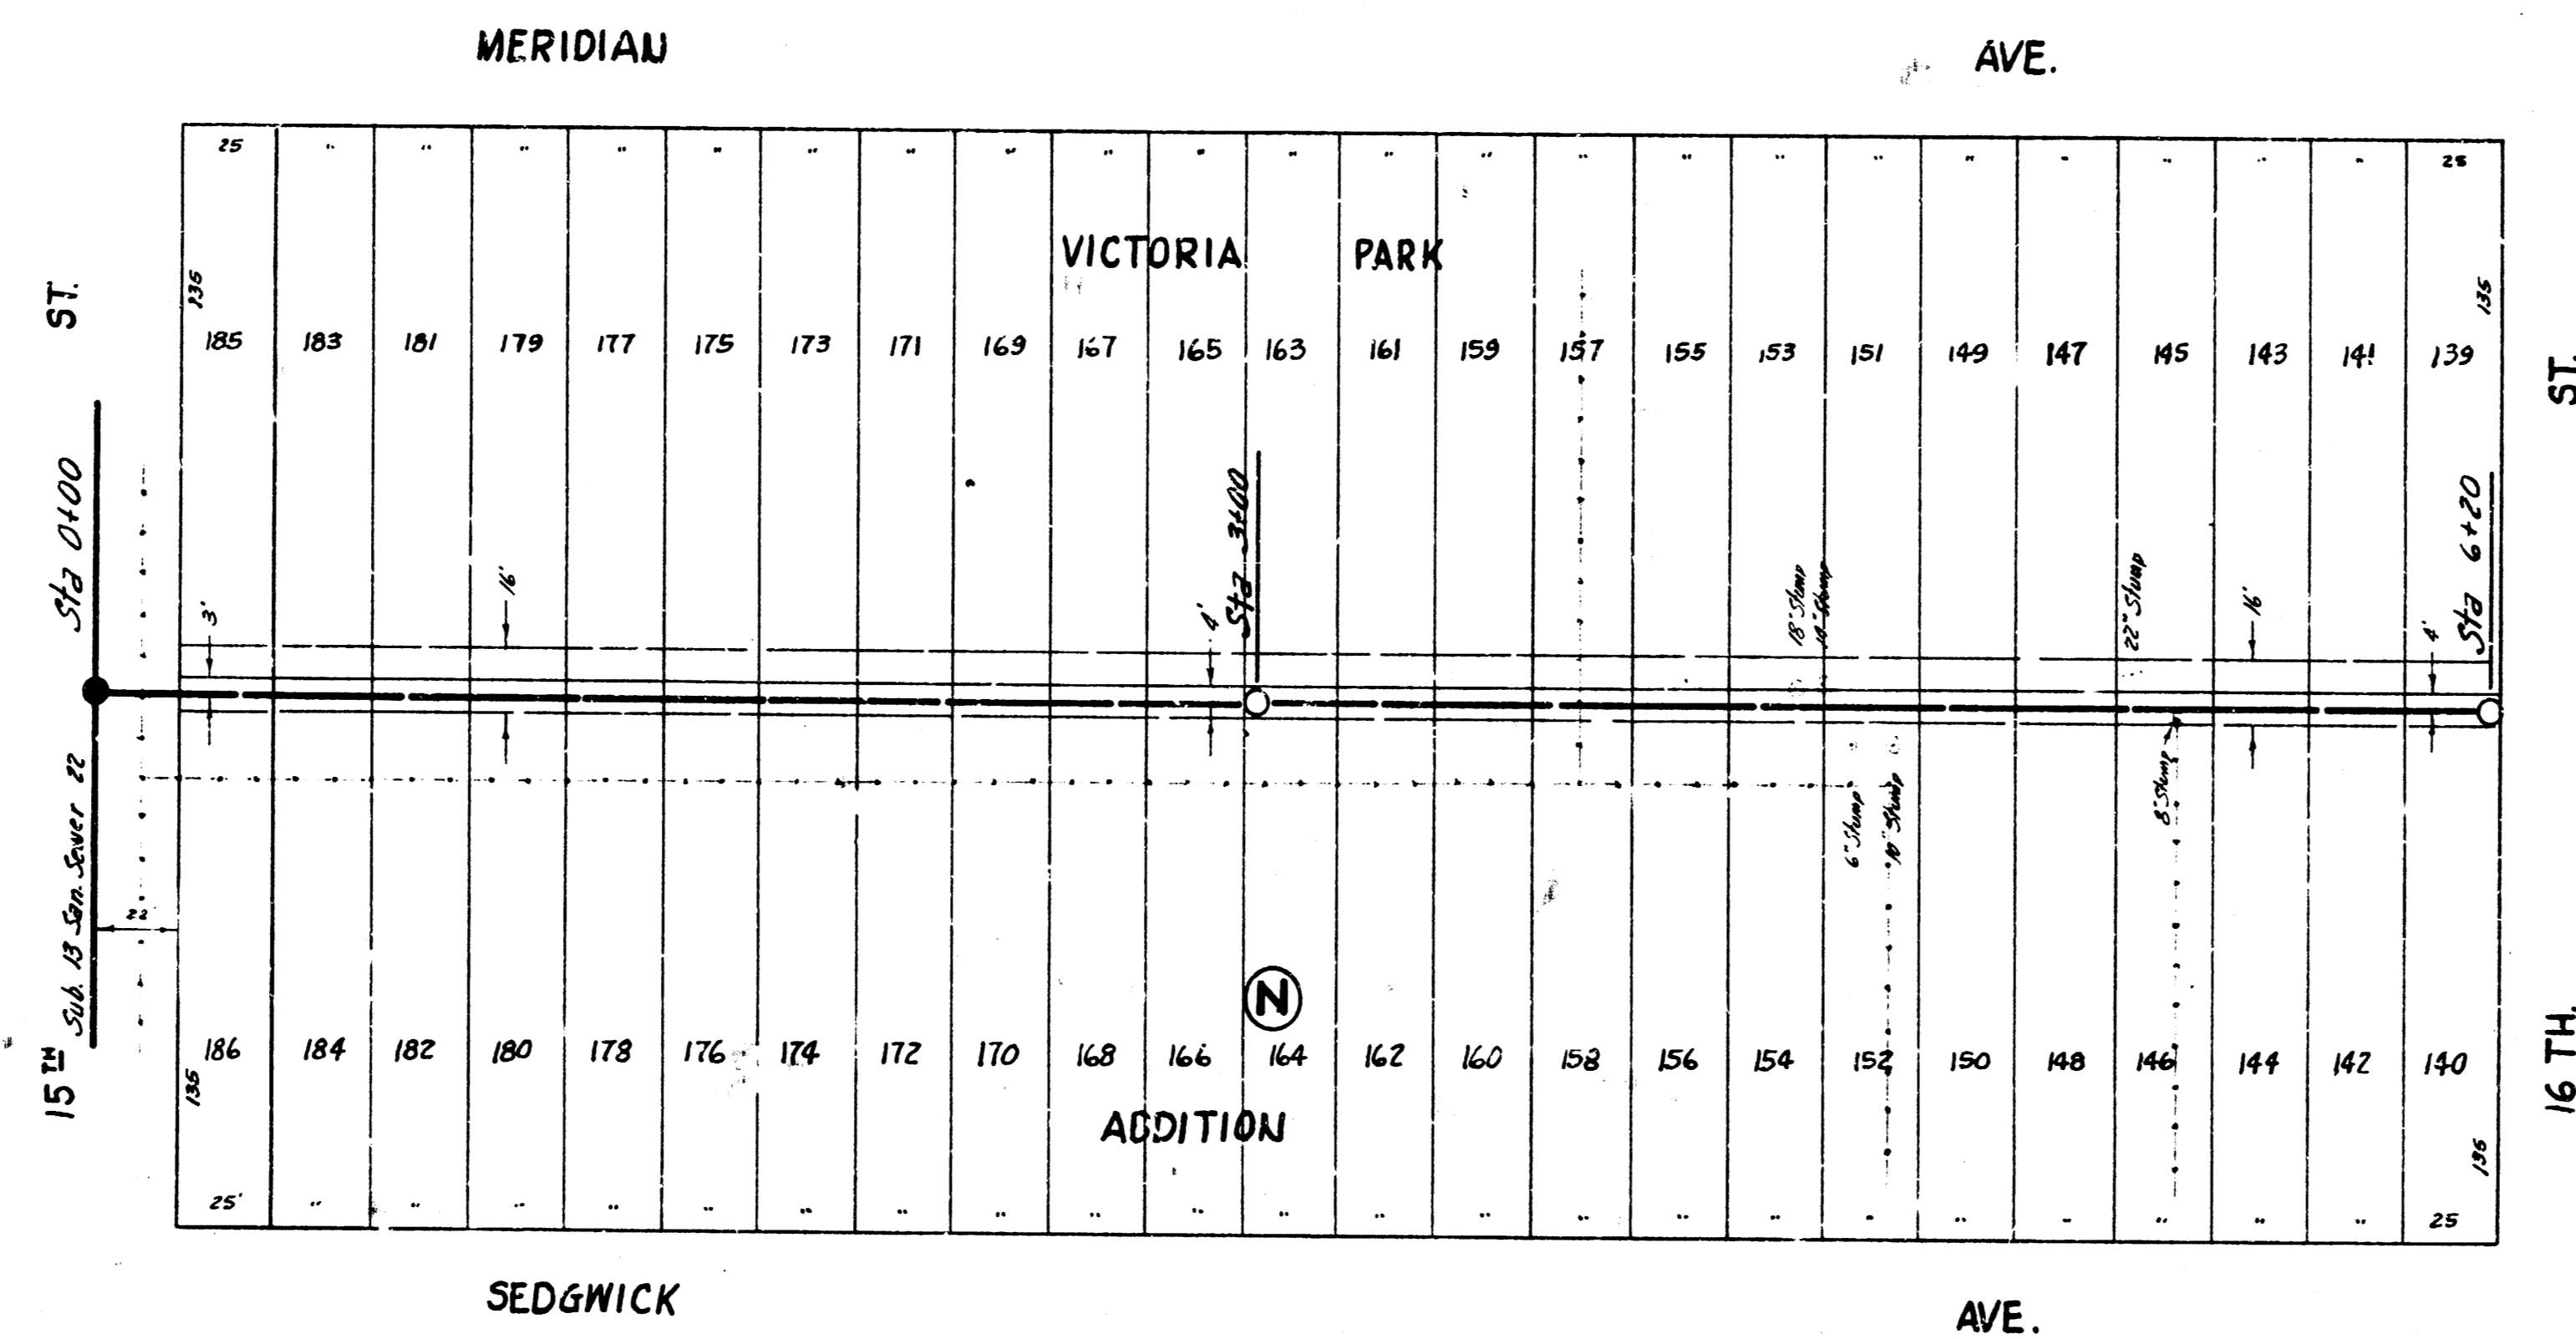 MERIDIAN AVE.
25 " " " " " " " " " " " " " " " " " " " " " " 25
VICTORIA PARK
135 135
ST. ST.
185 183 181 179 177 175 173 171 169 167 165 163 161 159 157 155 153 151 149 147 145 143 141 139
Sta 0+00 Sta 3+00 Sta 6+20
3' 16' 4' 18" Stump 14" Stump 22" Stump 16' 4'
Sub. 13 San. Sewer 22
6" Stump 10" Stump 8" Stump
22
N
15TH 16 TH.
186 184 182 180 178 176 174 172 170 168 166 164 162 160 158 156 154 152 150 148 146 144 142 140
135 135
ADDITION
25' " " " " " " " " " " " " " " " " " " " " " " 25
SEDGWICK AVE.